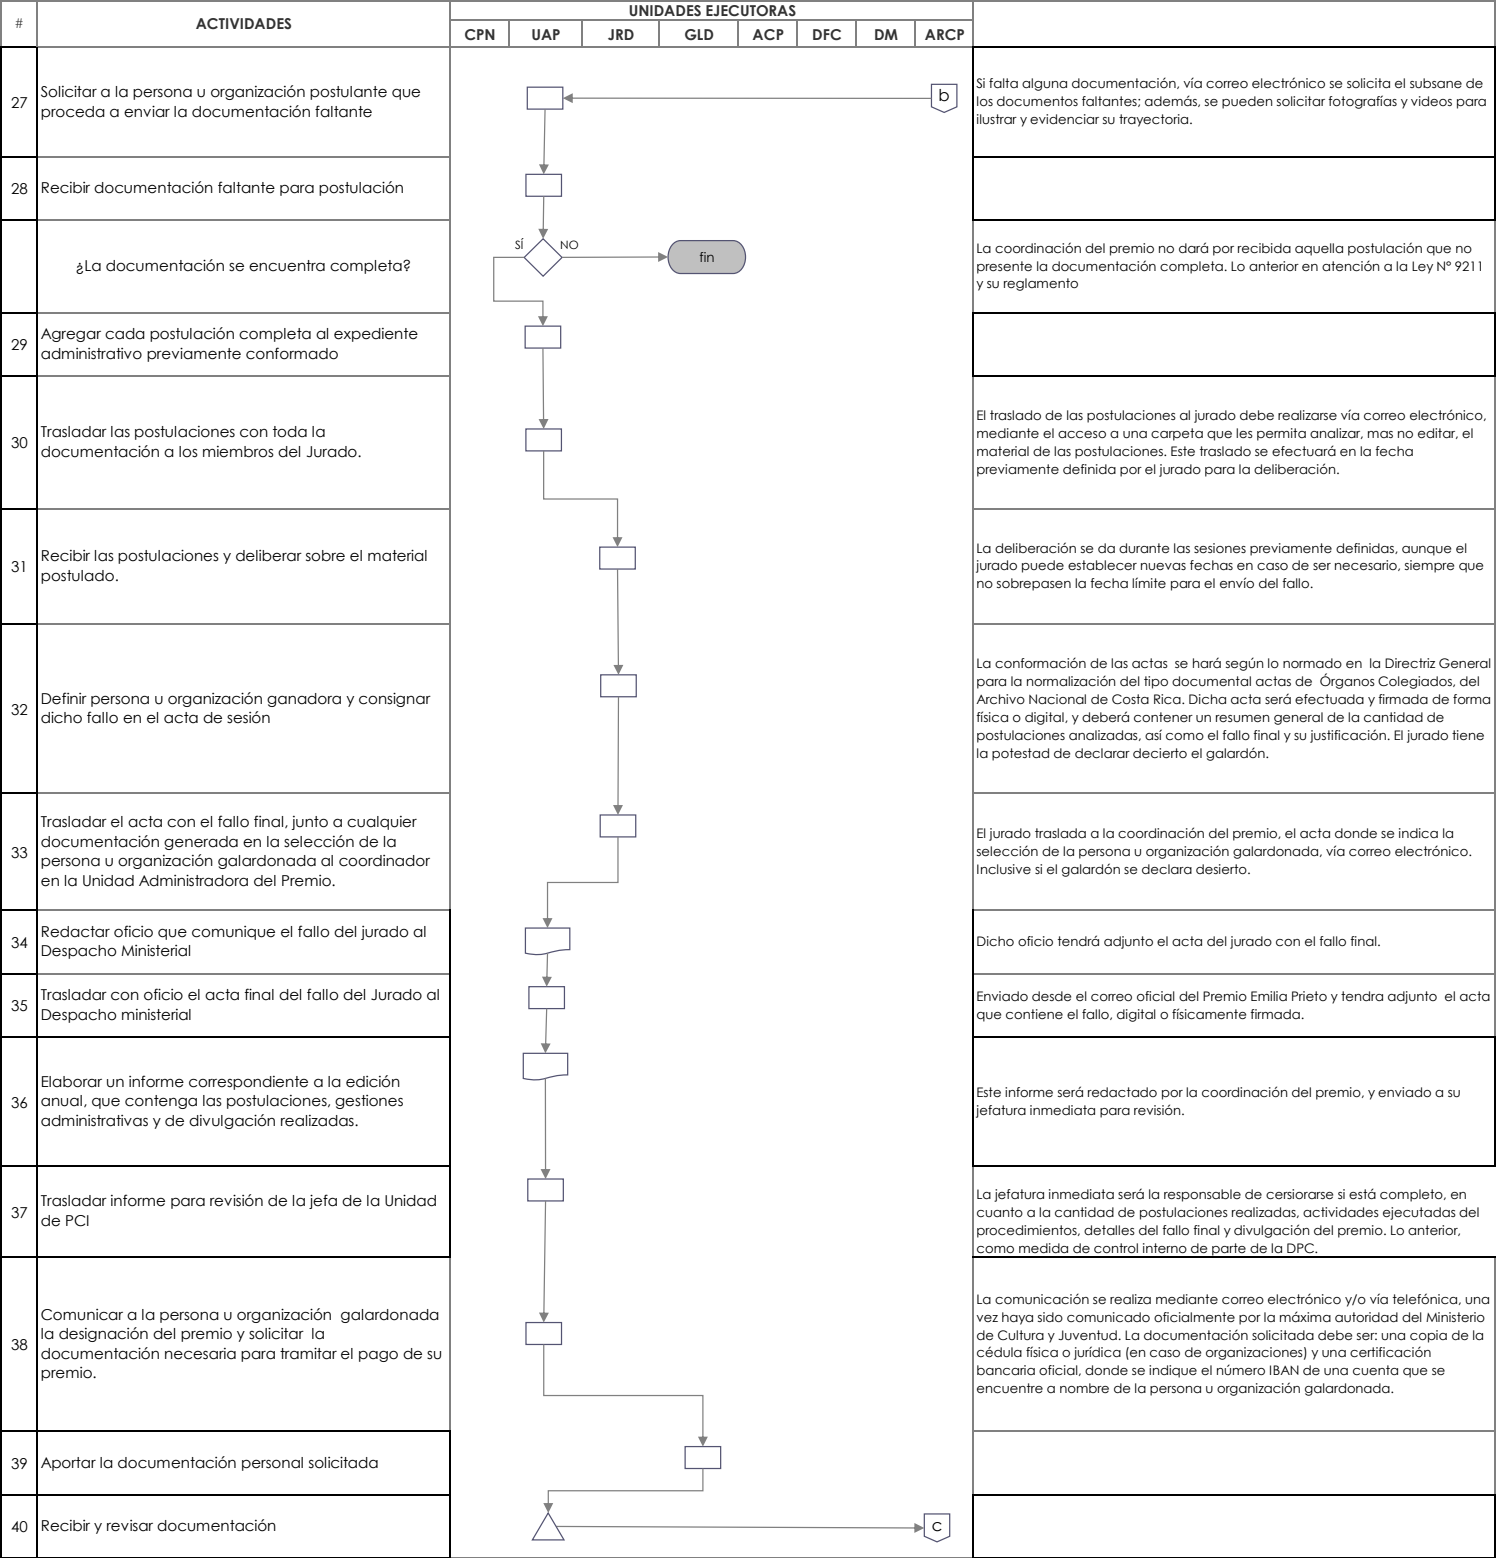 #
ACTIVIDADES
UNIDADES EJECUTORAS
CPN UAP JRD GLD ACP DFC DM ARCP
27
Solicitar a la persona u organización postulante que
proceda a enviar la documentación faltante
b
Si falta alguna documentación, vía correo electrónico se solicita el subsane de
los documentos faltantes; además, se pueden solicitar fotografías y videos para
ilustrar y evidenciar su trayectoria.
28
Recibir documentación faltante para postulación
¿La documentación se encuentra completa?
SÍ
NO
fin
La coordinación del premio no dará por recibida aquella postulación que no
presente la documentación completa. Lo anterior en atención a la Ley Nº 9211
y su reglamento
29
Agregar cada postulación completa al expediente
administrativo previamente conformado
30
Trasladar las postulaciones con toda la
documentación a los miembros del Jurado.
El traslado de las postulaciones al jurado debe realizarse vía correo electrónico,
mediante el acceso a una carpeta que les permita analizar, mas no editar, el
material de las postulaciones. Este traslado se efectuará en la fecha
previamente definida por el jurado para la deliberación.
31
Recibir las postulaciones y deliberar sobre el material
postulado.
La deliberación se da durante las sesiones previamente definidas, aunque el
jurado puede establecer nuevas fechas en caso de ser necesario, siempre que
no sobrepasen la fecha límite para el envío del fallo.
32
Definir persona u organización ganadora y consignar
dicho fallo en el acta de sesión
La conformación de las actas  se hará según lo normado en  la Directriz General
para la normalización del tipo documental actas de  Órganos Colegiados, del
Archivo Nacional de Costa Rica. Dicha acta será efectuada y firmada de forma
física o digital, y deberá contener un resumen general de la cantidad de
postulaciones analizadas, así como el fallo final y su justificación. El jurado tiene
la potestad de declarar decierto el galardón.
33
Trasladar el acta con el fallo final, junto a cualquier
documentación generada en la selección de la
persona u organización galardonada al coordinador
en la Unidad Administradora del Premio.
El jurado traslada a la coordinación del premio, el acta donde se indica la
selección de la persona u organización galardonada, vía correo electrónico.
Inclusive si el galardón se declara desierto.
34
Redactar oficio que comunique el fallo del jurado al
Despacho Ministerial
Dicho oficio tendrá adjunto el acta del jurado con el fallo final.
35
Trasladar con oficio el acta final del fallo del Jurado al
Despacho ministerial
Enviado desde el correo oficial del Premio Emilia Prieto y tendra adjunto  el acta
que contiene el fallo, digital o físicamente firmada.
36
Elaborar un informe correspondiente a la edición
anual, que contenga las postulaciones, gestiones
administrativas y de divulgación realizadas.
Este informe será redactado por la coordinación del premio, y enviado a su
jefatura inmediata para revisión.
37
Trasladar informe para revisión de la jefa de la Unidad
de PCI
La jefatura inmediata será la responsable de cersiorarse si está completo, en
cuanto a la cantidad de postulaciones realizadas, actividades ejecutadas del
procedimientos, detalles del fallo final y divulgación del premio. Lo anterior,
como medida de control interno de parte de la DPC.
38
Comunicar a la persona u organización  galardonada
la designación del premio y solicitar  la
documentación necesaria para tramitar el pago de su
premio.
La comunicación se realiza mediante correo electrónico y/o vía telefónica, una
vez haya sido comunicado oficialmente por la máxima autoridad del Ministerio
de Cultura y Juventud. La documentación solicitada debe ser: una copia de la
cédula física o jurídica (en caso de organizaciones) y una certificación
bancaria oficial, donde se indique el número IBAN de una cuenta que se
encuentre a nombre de la persona u organización galardonada.
39
Aportar la documentación personal solicitada
40
Recibir y revisar documentación
c